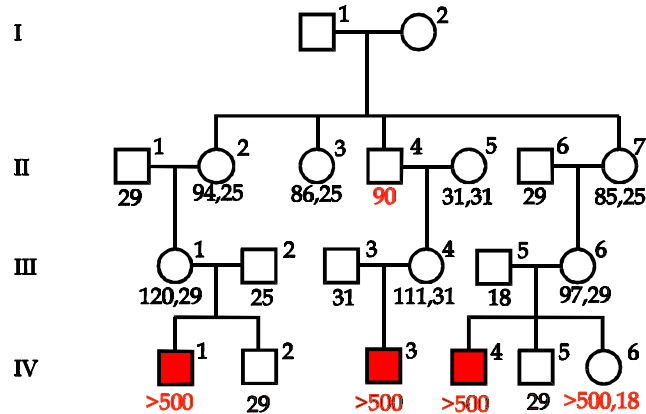 I 1 2
II 1 2 3 4 5 6 7
29 94,25 86,25 90 31,31 29 85,25
III 1 2 3 4 5 6
120,29 25 31 111,31 18 97,29
IV 1 2 3 4 5 6
>500 29 >500 >500 29 >500,18